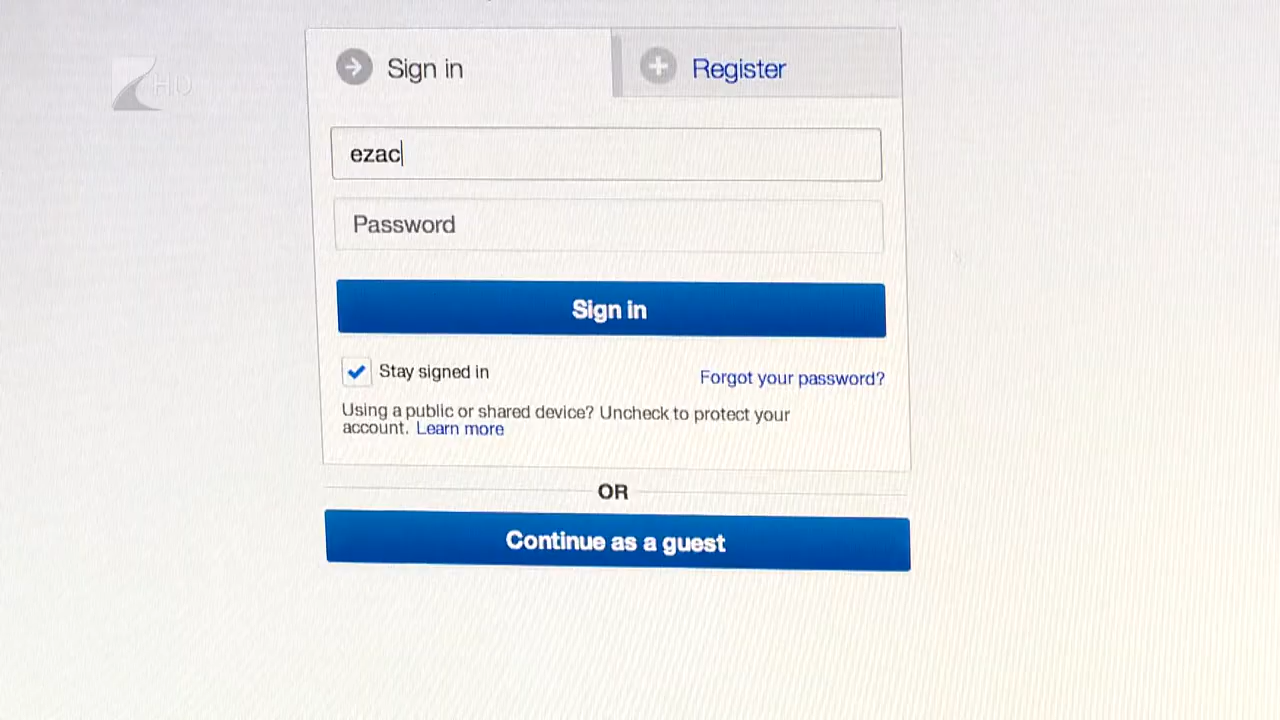 HD
Sign in
Register
ezac
Password
Sign in
Stay signed in
Forgot your password?
Using a public or shared device? Uncheck to protect your
account. Learn more
OR
Continue as a guest